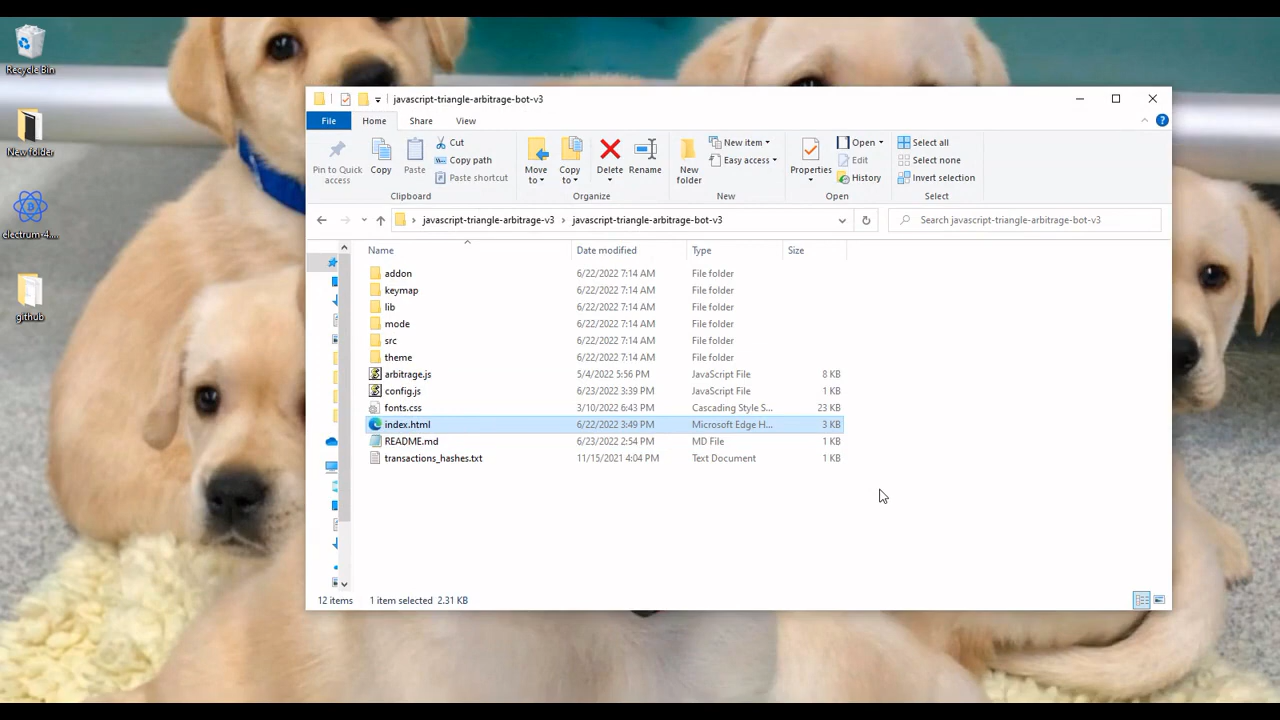 Recycle Bin
New folder
electrum-4....
github
javascript-triangle-arbitrage-bot-v3
File Home Share View
Pin to Quick access
Copy
Paste
Cut
Copy path
Paste shortcut
Clipboard
Move to
Copy to
Delete
Rename
Organize
New folder
New item
Easy access
New
Properties
Open
Edit
History
Open
Select all
Select none
Invert selection
Select
javascript-triangle-arbitrage-v3 > javascript-triangle-arbitrage-bot-v3
Search javascript-triangle-arbitrage-bot-v3
Name Date modified Type Size
addon 6/22/2022 7:14 AM File folder
keymap 6/22/2022 7:14 AM File folder
lib 6/22/2022 7:14 AM File folder
mode 6/22/2022 7:14 AM File folder
src 6/22/2022 7:14 AM File folder
theme 6/22/2022 7:14 AM File folder
arbitrage.js 5/4/2022 5:56 PM JavaScript File 8 KB
config.js 6/23/2022 3:39 PM JavaScript File 1 KB
fonts.css 3/10/2022 6:43 PM Cascading Style S... 23 KB
index.html 6/22/2022 3:49 PM Microsoft Edge H... 3 KB
README.md 6/23/2022 2:54 PM MD File 1 KB
transactions_hashes.txt 11/15/2021 4:04 PM Text Document 1 KB
12 items 1 item selected 2.31 KB